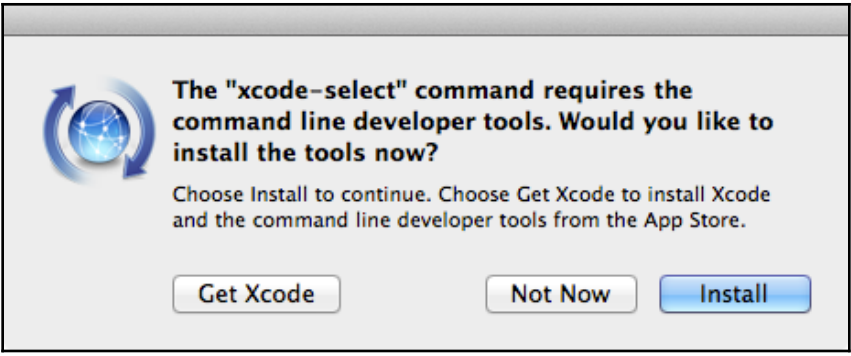 The "xcode-select" command requires the
command line developer tools. Would you like to
install the tools now?
Choose Install to continue. Choose Get Xcode to install Xcode
and the command line developer tools from the App Store.
Get Xcode Not Now Install